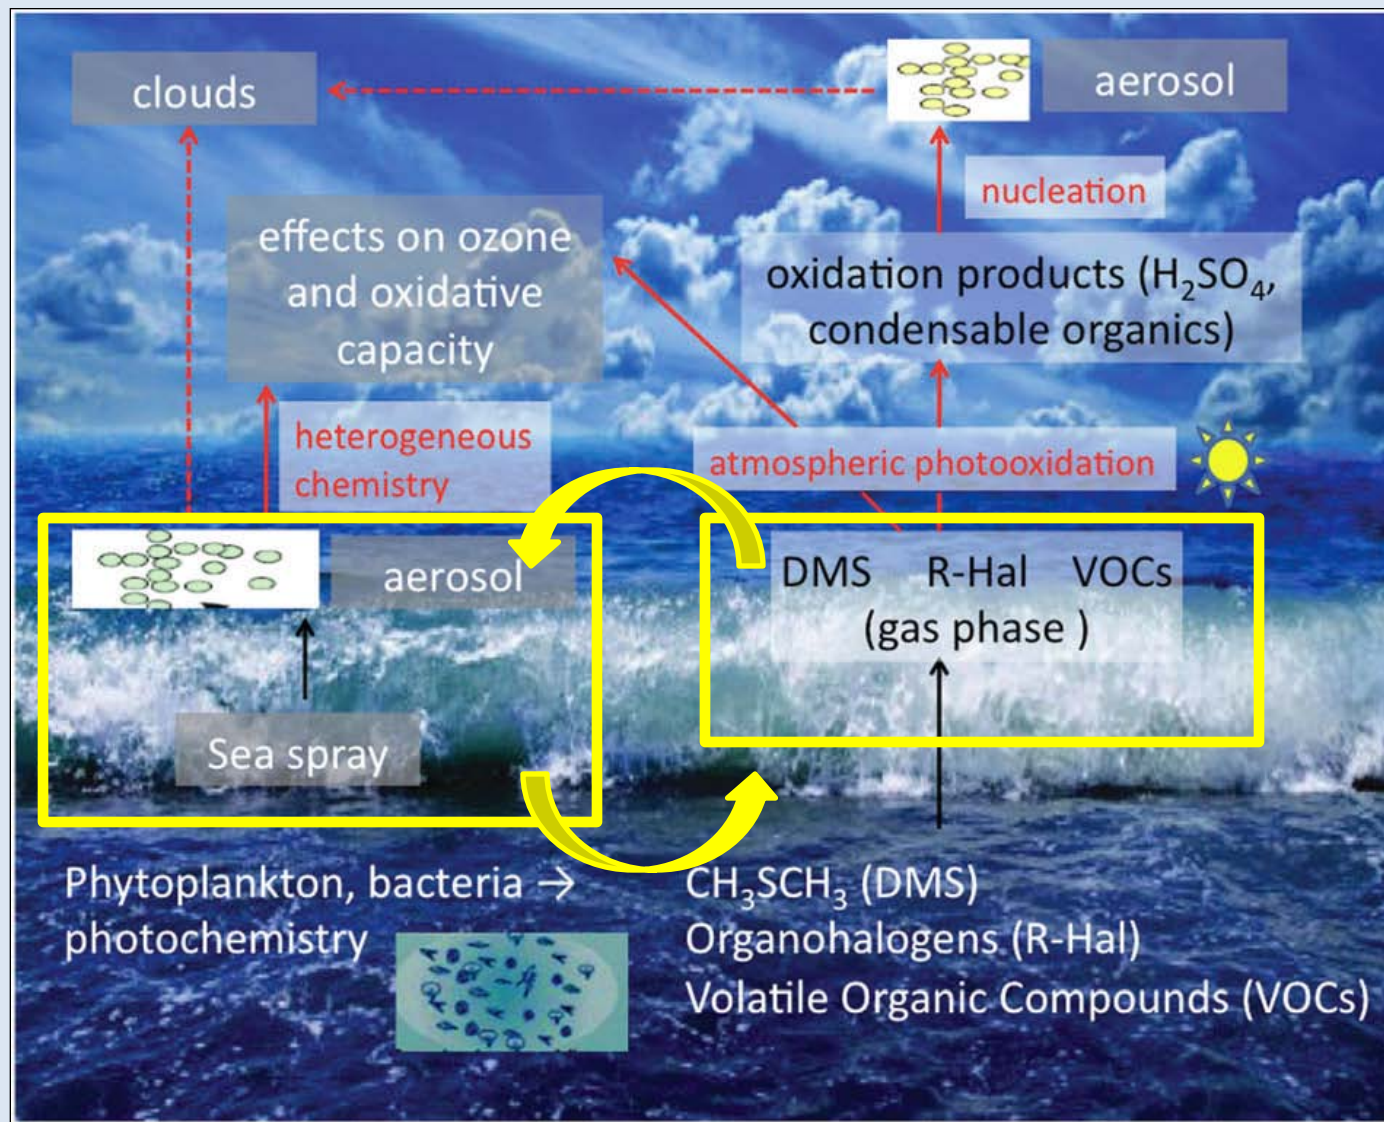 clouds
aerosol
nucleation
effects on ozone
and oxidative
capacity
oxidation products (H₂SO₄,
condensable organics)
heterogeneous
chemistry
atmospheric photooxidation
aerosol
DMS R-Hal VOCs
(gas phase )
Sea spray
Phytoplankton, bacteria →
photochemistry
CH₃SCH₃ (DMS)
Organohalogens (R-Hal)
Volatile Organic Compounds (VOCs)